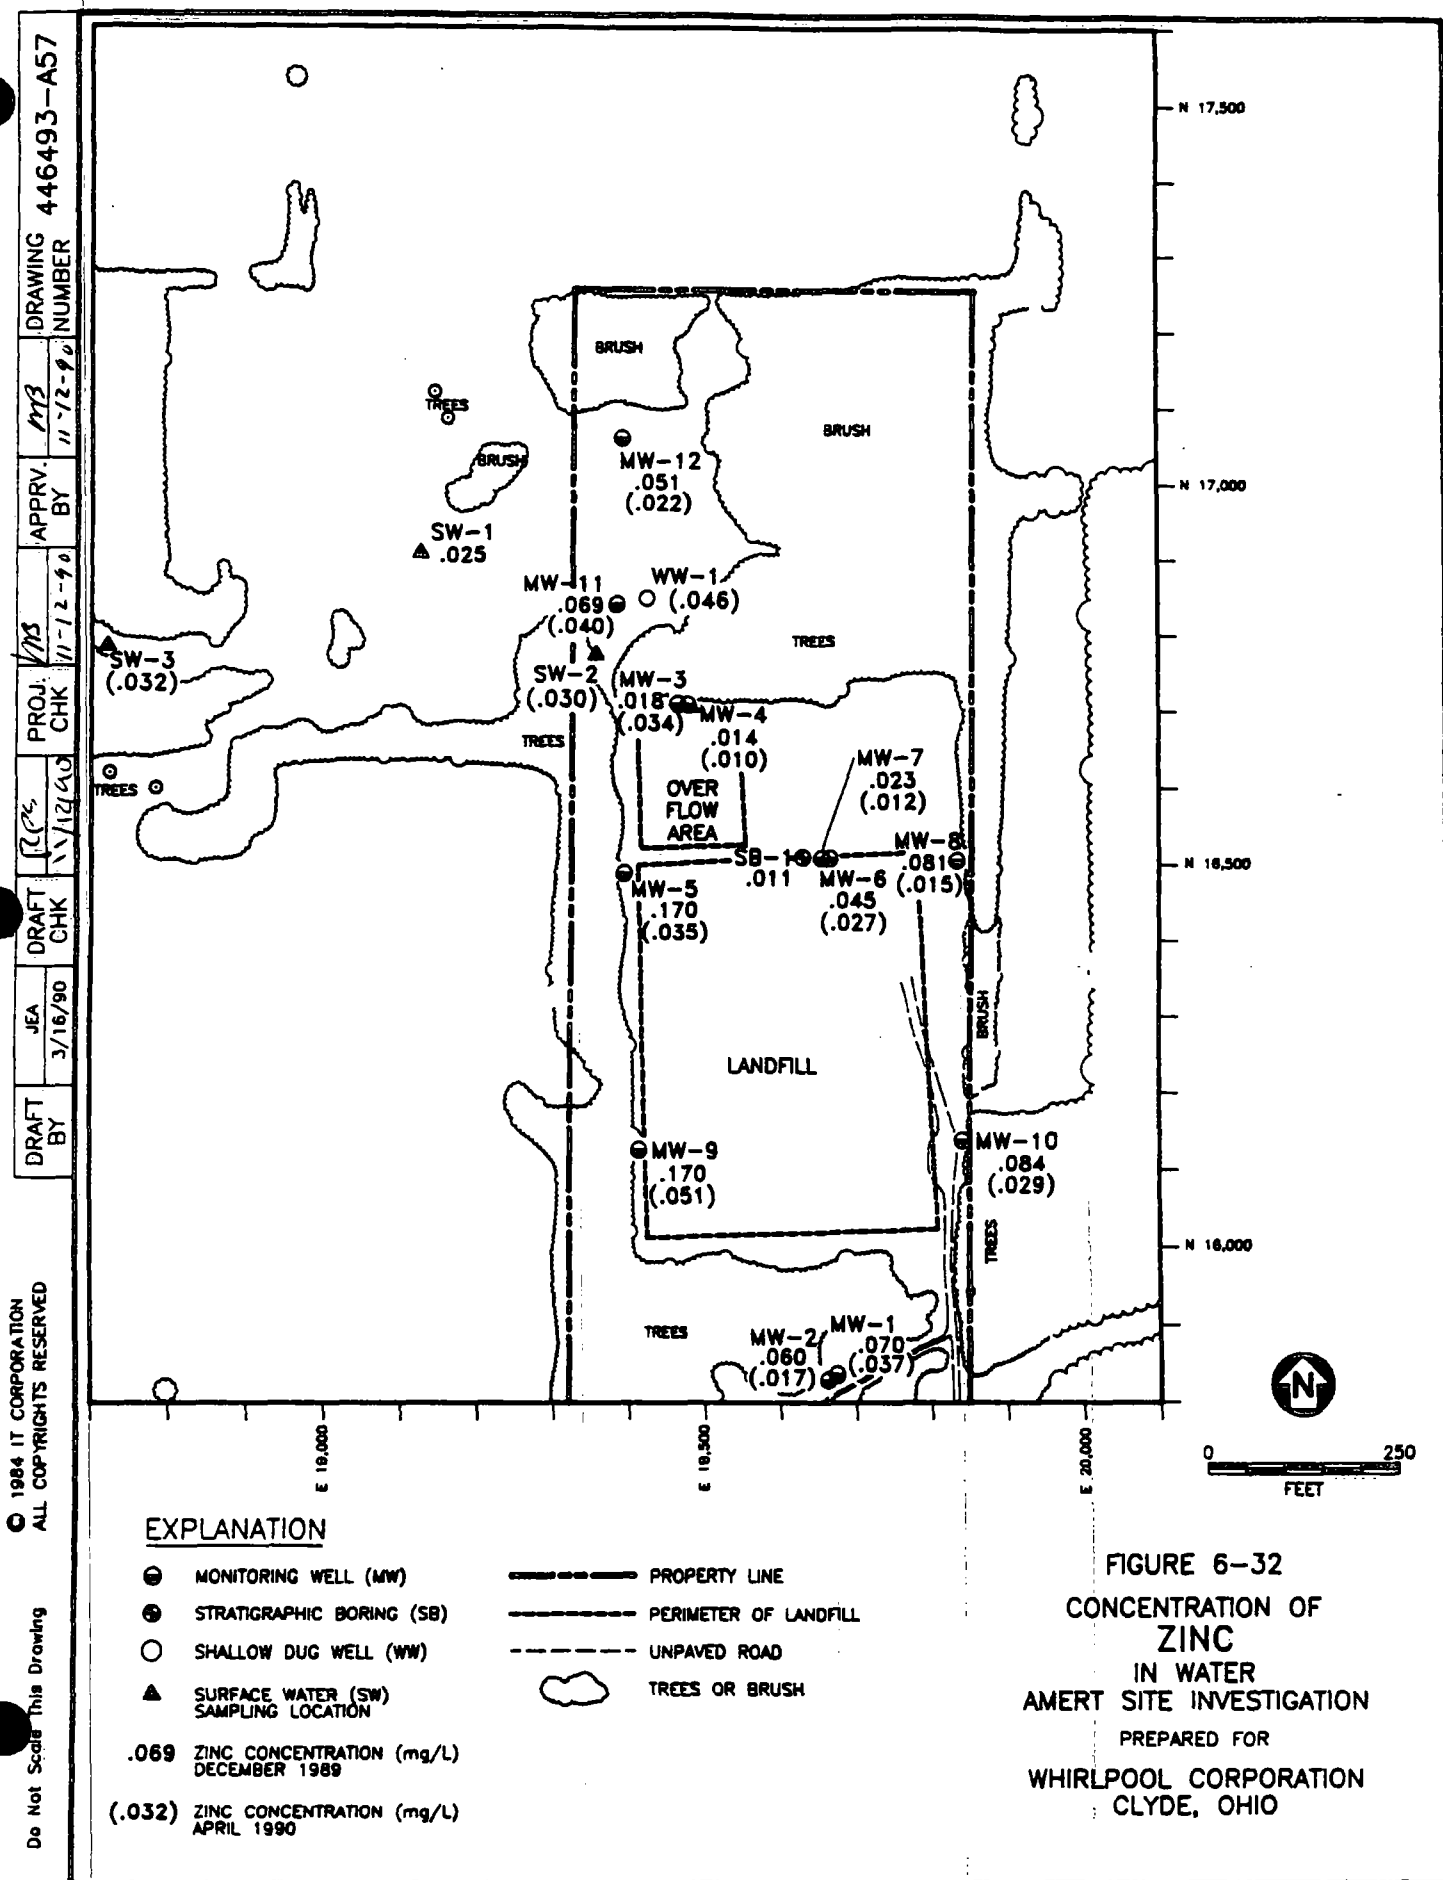 DRAWING 446493-A57
NUMBER
APPRV. MB
BY 11-12-90
PROJ. MB
CHK 11-12-90
DRAFT
CHK
DRAFT JEA
BY 3/16/90
© 1984 IT CORPORATION
ALL COPYRIGHTS RESERVED
Do Not Scale This Drawing
N 17,500
N 17,000
N 16,500
N 16,000
E 19,000
E 19,500
E 20,000
BRUSH
TREES
BRUSH
BRUSH
MW-12
.051
(.022)
SW-1
.025
MW-11
.069
(.040)
WW-1
(.046)
TREES
SW-3
(.032)
SW-2
(.030)
MW-3
.018
(.034)
MW-4
.014
(.010)
TREES
TREES
MW-7
.023
(.012)
OVER
FLOW
AREA
MW-8
.081
(.015)
SB-1
.011
MW-6
.045
(.027)
MW-5
.170
(.035)
BRUSH
LANDFILL
MW-9
.170
(.051)
MW-10
.084
(.029)
TREES
TREES
MW-2
.060
(.017)
MW-1
.070
(.037)
N
0 250
FEET
EXPLANATION
MONITORING WELL (MW)
STRATIGRAPHIC BORING (SB)
SHALLOW DUG WELL (WW)
SURFACE WATER (SW)
SAMPLING LOCATION
.069 ZINC CONCENTRATION (mg/L)
DECEMBER 1989
(.032) ZINC CONCENTRATION (mg/L)
APRIL 1990
PROPERTY LINE
PERIMETER OF LANDFILL
UNPAVED ROAD
TREES OR BRUSH
FIGURE 6-32
CONCENTRATION OF
ZINC
IN WATER
AMERT SITE INVESTIGATION
PREPARED FOR
WHIRLPOOL CORPORATION
CLYDE, OHIO